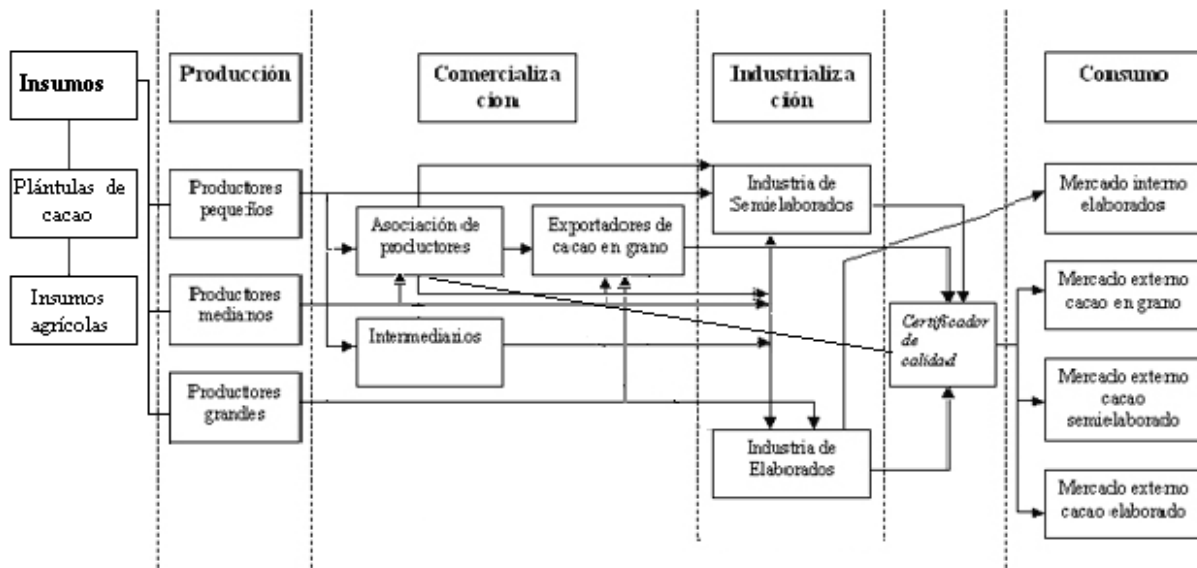 Insumos
Plántulas de
cacao
Insumos
agrícolas
Producción
Productores
pequeños
Productores
medianos
Productores
grandes
Comercializa
cion
Asociación de
productores
Exportadores de
cacao en grano
Intermediarios
Industrializa
ción
Industria de
Semielaborados
Industria de
Elaborados
Certificador
de
calidad
Consumo
Mercado interno
elaborados
Mercado externo
cacao en grano
Mercado externo
cacao
semielaborado
Mercado externo
cacao elaborado